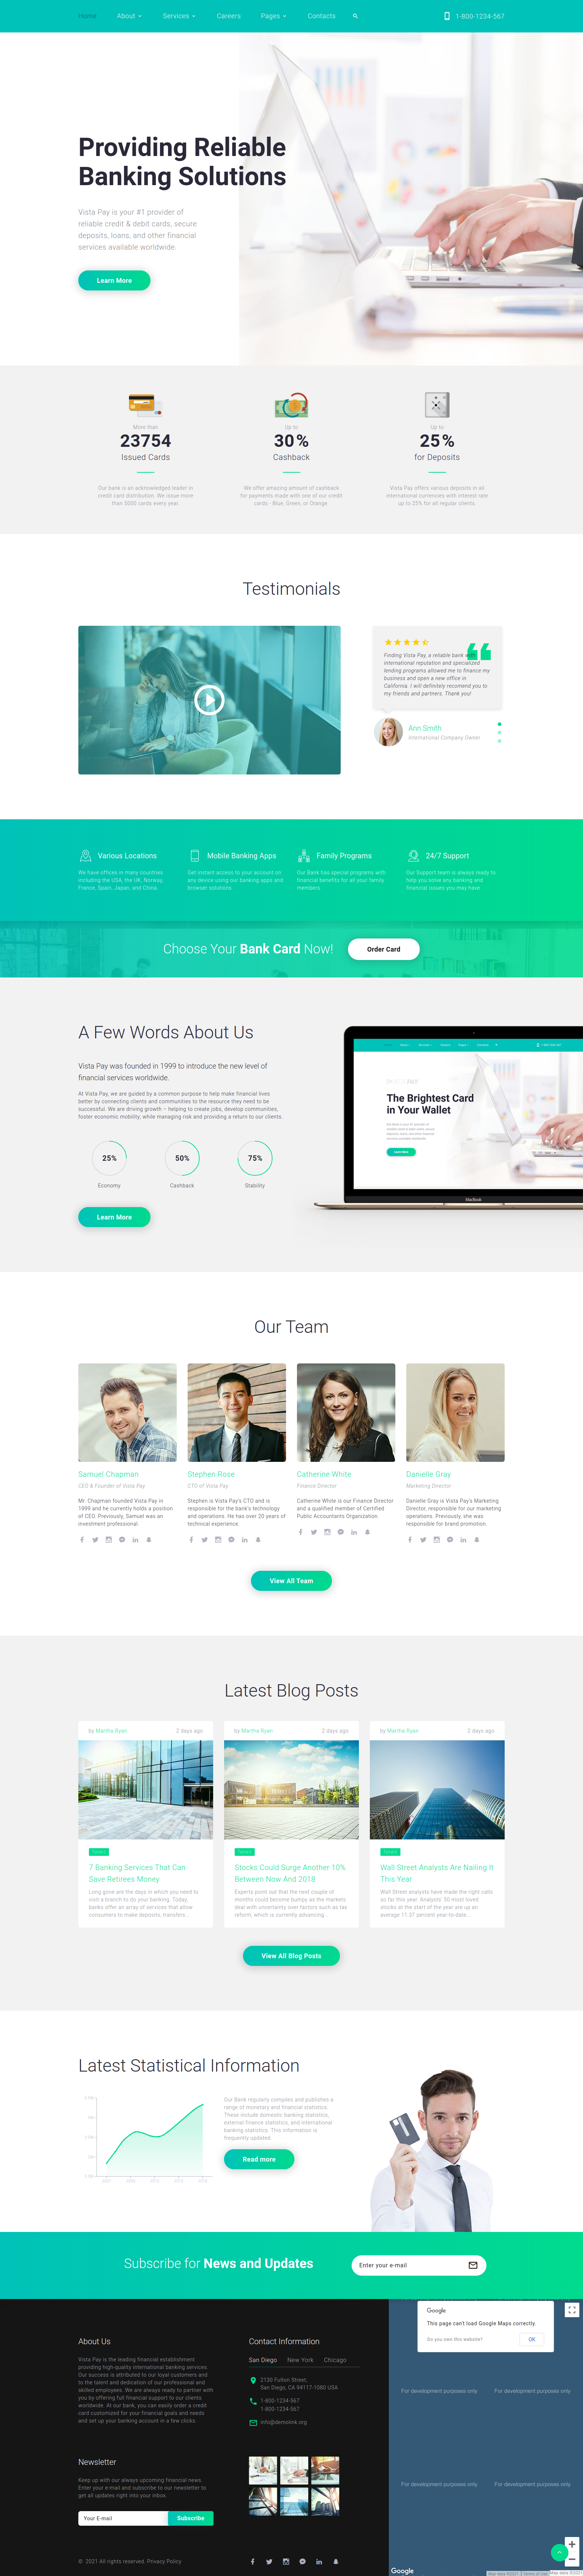 Home About Services Careers Pages Contacts 1-800-1234-567
Providing Reliable
Banking Solutions
Vista Pay is your #1 provider of
reliable credit & debit cards, secure
deposits, loans, and other financial
services available worldwide.
Learn More
More than
23754
Issued Cards
Our bank is an acknowledged leader in
credit card distribution. We issue more
than 5000 cards every year.
Up to
30%
Cashback
We offer amazing amount of cashback
for payments made with one of our credit
cards - Blue, Green, or Orange.
Up to
25%
for Deposits
Vista Pay offers various deposits in all
international currencies with interest rate
up to 25% for all regular clients.
Testimonials
Finding Vista Pay, a reliable bank with
international reputation and specialized
lending programs allowed me to finance my
business and open a new office in
California. I will definitely recommend you to
my friends and partners. Thank you!
Ann Smith
International Company Owner
Various Locations
We have offices in many countries
including the USA, the UK, Norway,
France, Spain, Japan, and China.
Mobile Banking Apps
Get instant access to your account on
any device using our banking apps and
browser solutions.
Family Programs
Our Bank has special programs with
financial benefits for all your family
members.
24/7 Support
Our Support team is always ready to
help you solve any banking and
financial issues you may have.
Choose Your Bank Card Now!
Order Card
A Few Words About Us
Vista Pay was founded in 1999 to introduce the new level of
financial services worldwide.
At Vista Pay, we are guided by a common purpose to help make financial lives
better by connecting clients and communities to the resource they need to be
successful. We are driving growth – helping to create jobs, develop communities,
foster economic mobility, while managing risk and providing a return to our clients.
25%
Economy
50%
Cashback
75%
Stability
Learn More
The Brightest Card
in Your Wallet
MacBook
Our Team
Samuel Chapman
CEO & Founder of Vista Pay
Mr. Chapman founded Vista Pay in
1999 and he currently holds a position
of CEO. Previously, Samuel was an
investment professional.
Stephen Rose
CTO of Vista Pay
Stephen is Vista Pay's CTO and is
responsible for the bank's technology
and operations. He has over 20 years of
technical experience.
Catherine White
Finance Director
Catherine White is our Finance Director
and a qualified member of Certified
Public Accountants Organization.
Danielle Gray
Marketing Director
Danielle Gray is Vista Pay's Marketing
Director, responsible for our marketing
operations. Previously, she was
responsible for brand promotion.
View All Team
Latest Blog Posts
by Martha Ryan 2 days ago
News
7 Banking Services That Can
Save Retirees Money
Long gone are the days in which you need to
visit a branch to do your banking. Today,
banks offer an array of services that allow
consumers to make deposits, transfers...
by Martha Ryan 2 days ago
News
Stocks Could Surge Another 10%
Between Now And 2018
Experts point out that the next couple of
months could become bumpy as the markets
deal with uncertainty over factors such as tax
reform, which is currently advancing...
by Martha Ryan 2 days ago
News
Wall Street Analysts Are Nailing It
This Year
Wall Street analysts have made the right calls
so far this year. Analysts' 50 most loved
stocks at the start of the year are up an
average 11.37 percent year-to-date...
View All Blog Posts
Latest Statistical Information
Our Bank regularly compiles and publishes a
range of monetary and financial statistics.
These include domestic banking statistics,
external finance statistics, and international
banking statistics. This information is
frequently updated.
Read more
Subscribe for News and Updates
Enter your e-mail
About Us
Vista Pay is the leading financial establishment
providing high-quality international banking services.
Our success is attributed to our loyal customers and
to the talent and dedication of our professional and
skilled employees. We are always ready to partner with
you by offering full financial support to our clients
worldwide. At our bank, you can easily order a credit
card customized for your financial goals and needs
and set up your banking account in a few clicks.
Contact Information
San Diego New York Chicago
2130 Fulton Street,
San Diego, CA 94117-1080 USA
1-800-1234-567
1-800-1234-567
info@demolink.org
Newsletter
Keep up with our always upcoming financial news.
Enter your e-mail and subscribe to our newsletter to
get all updates right into your inbox.
Your E-mail
Subscribe
© 2021 All rights reserved. Privacy Policy
Google
This page can't load Google Maps correctly.
Do you own this website? OK
For development purposes only For development purposes only
For development purposes only For development purposes only
Google
Map data ©2021 Terms of Use